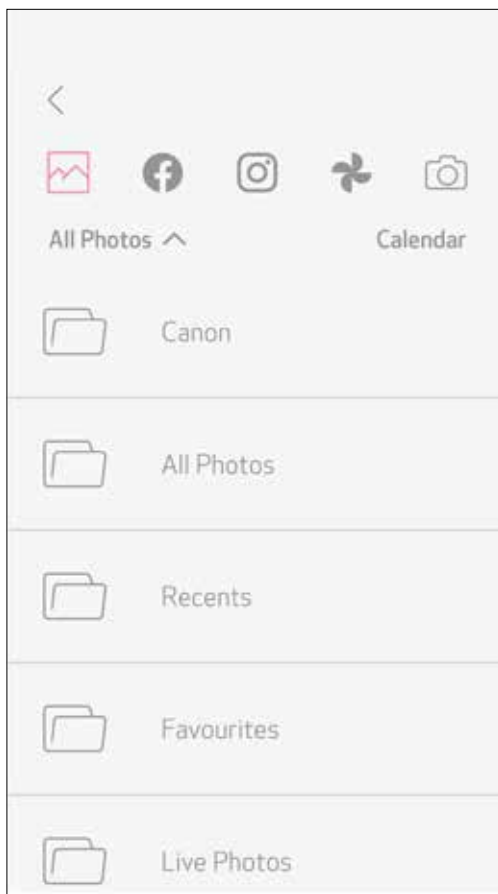 All Photos Calendar
Canon
All Photos
Recents
Favourites
Live Photos